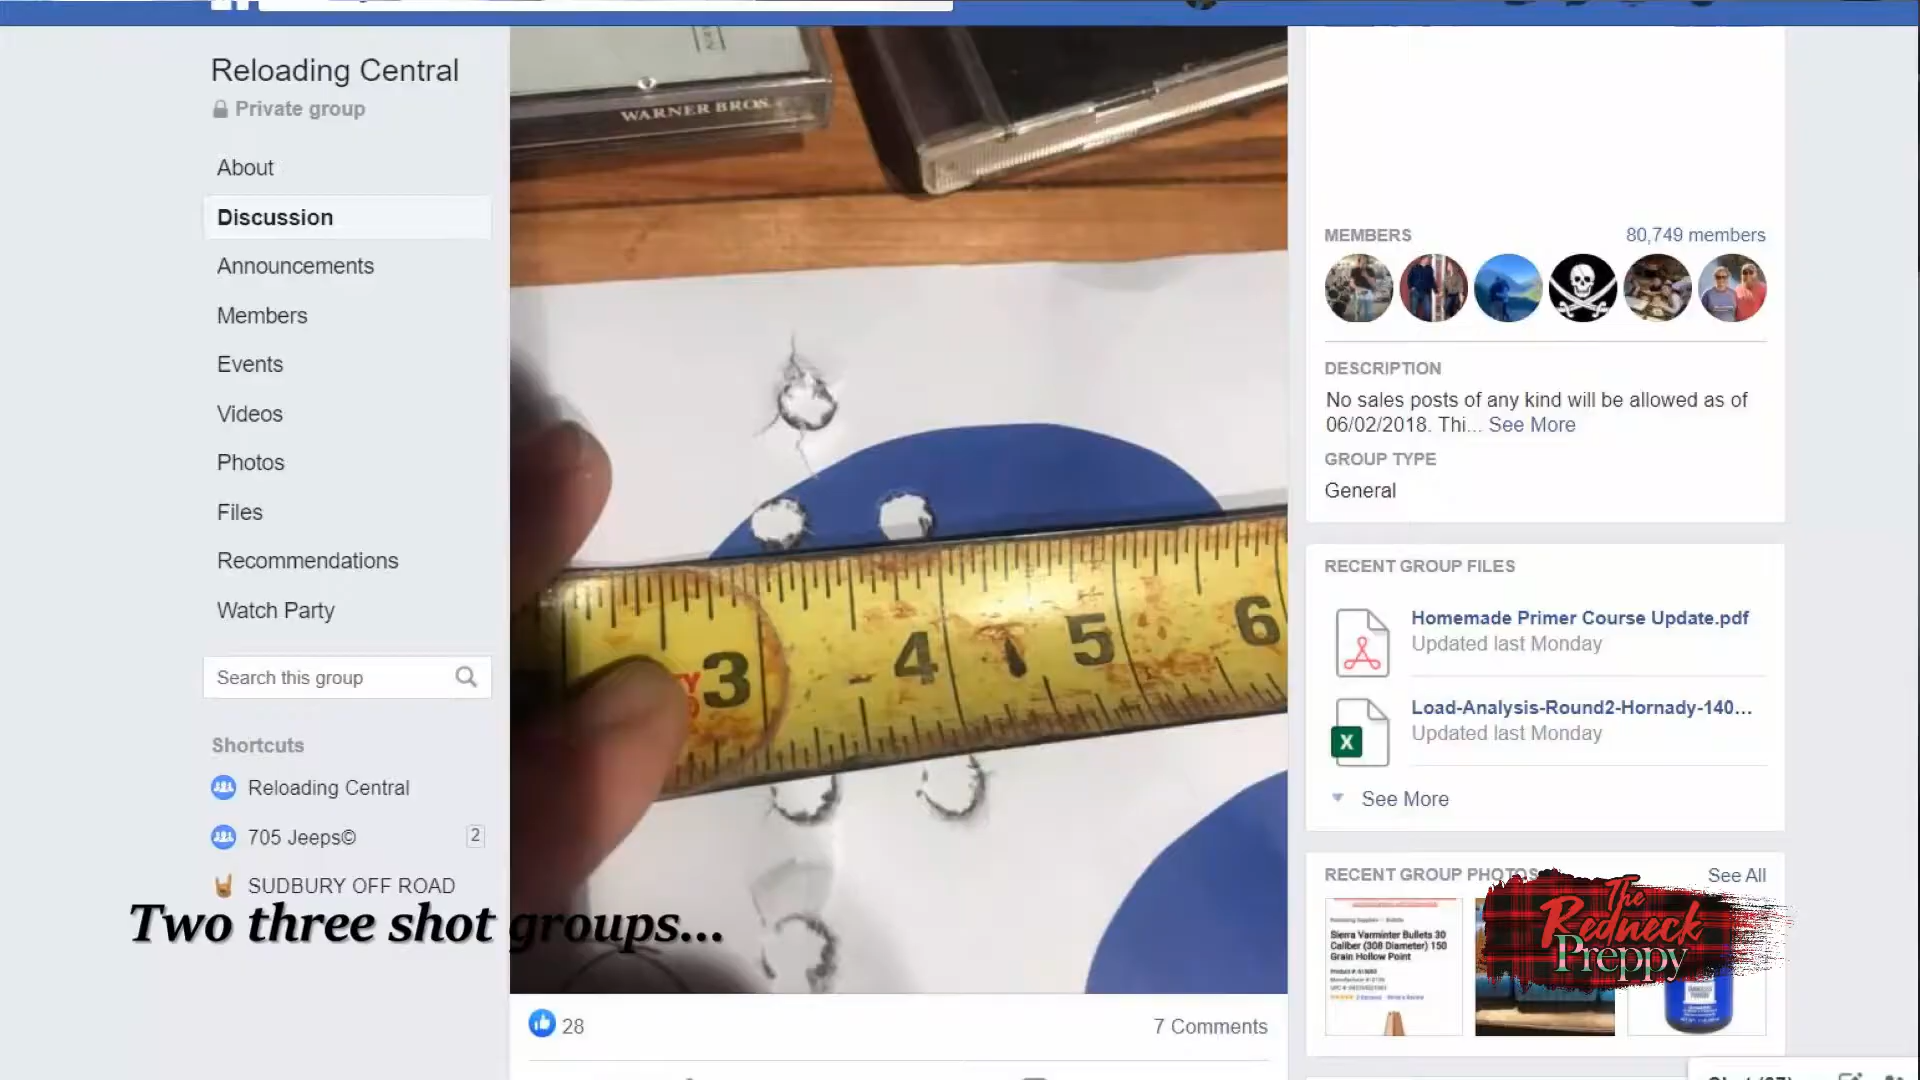 Reloading Central
Private group
About
Discussion
Announcements
Members
Events
Videos
Photos
Files
Recommendations
Watch Party
Search this group
Shortcuts
Reloading Central
705 Jeeps©
2
SUDBURY OFF ROAD
Two three shot groups...
WARNER BROS.
3
4
5
6
28
7 Comments
MEMBERS
80,749 members
DESCRIPTION
No sales posts of any kind will be allowed as of
06/02/2018. Thi... See More
GROUP TYPE
General
RECENT GROUP FILES
Homemade Primer Course Update.pdf
Updated last Monday
Load-Analysis-Round2-Hornady-140...
Updated last Monday
See More
RECENT GROUP PHOTOS
See All
Sierra Varminter Bullets 30
Caliber (308 Diameter) 150
Grain Hollow Point
The
Redneck
Preppy